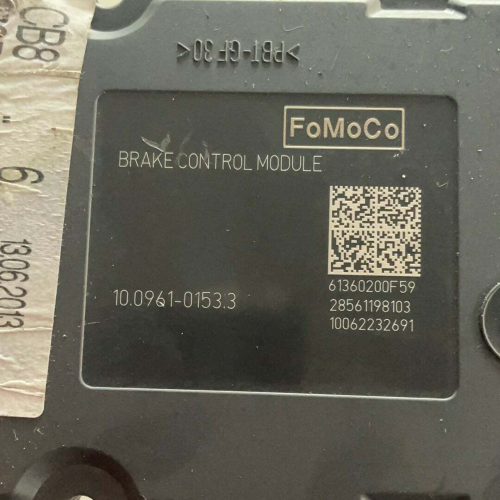 >PBT-GF30<
FoMoCo
BRAKE CONTROL MODULE
10.0961-0153.3
61360200F59
28561198103
10062232691
CB8
6
13062013